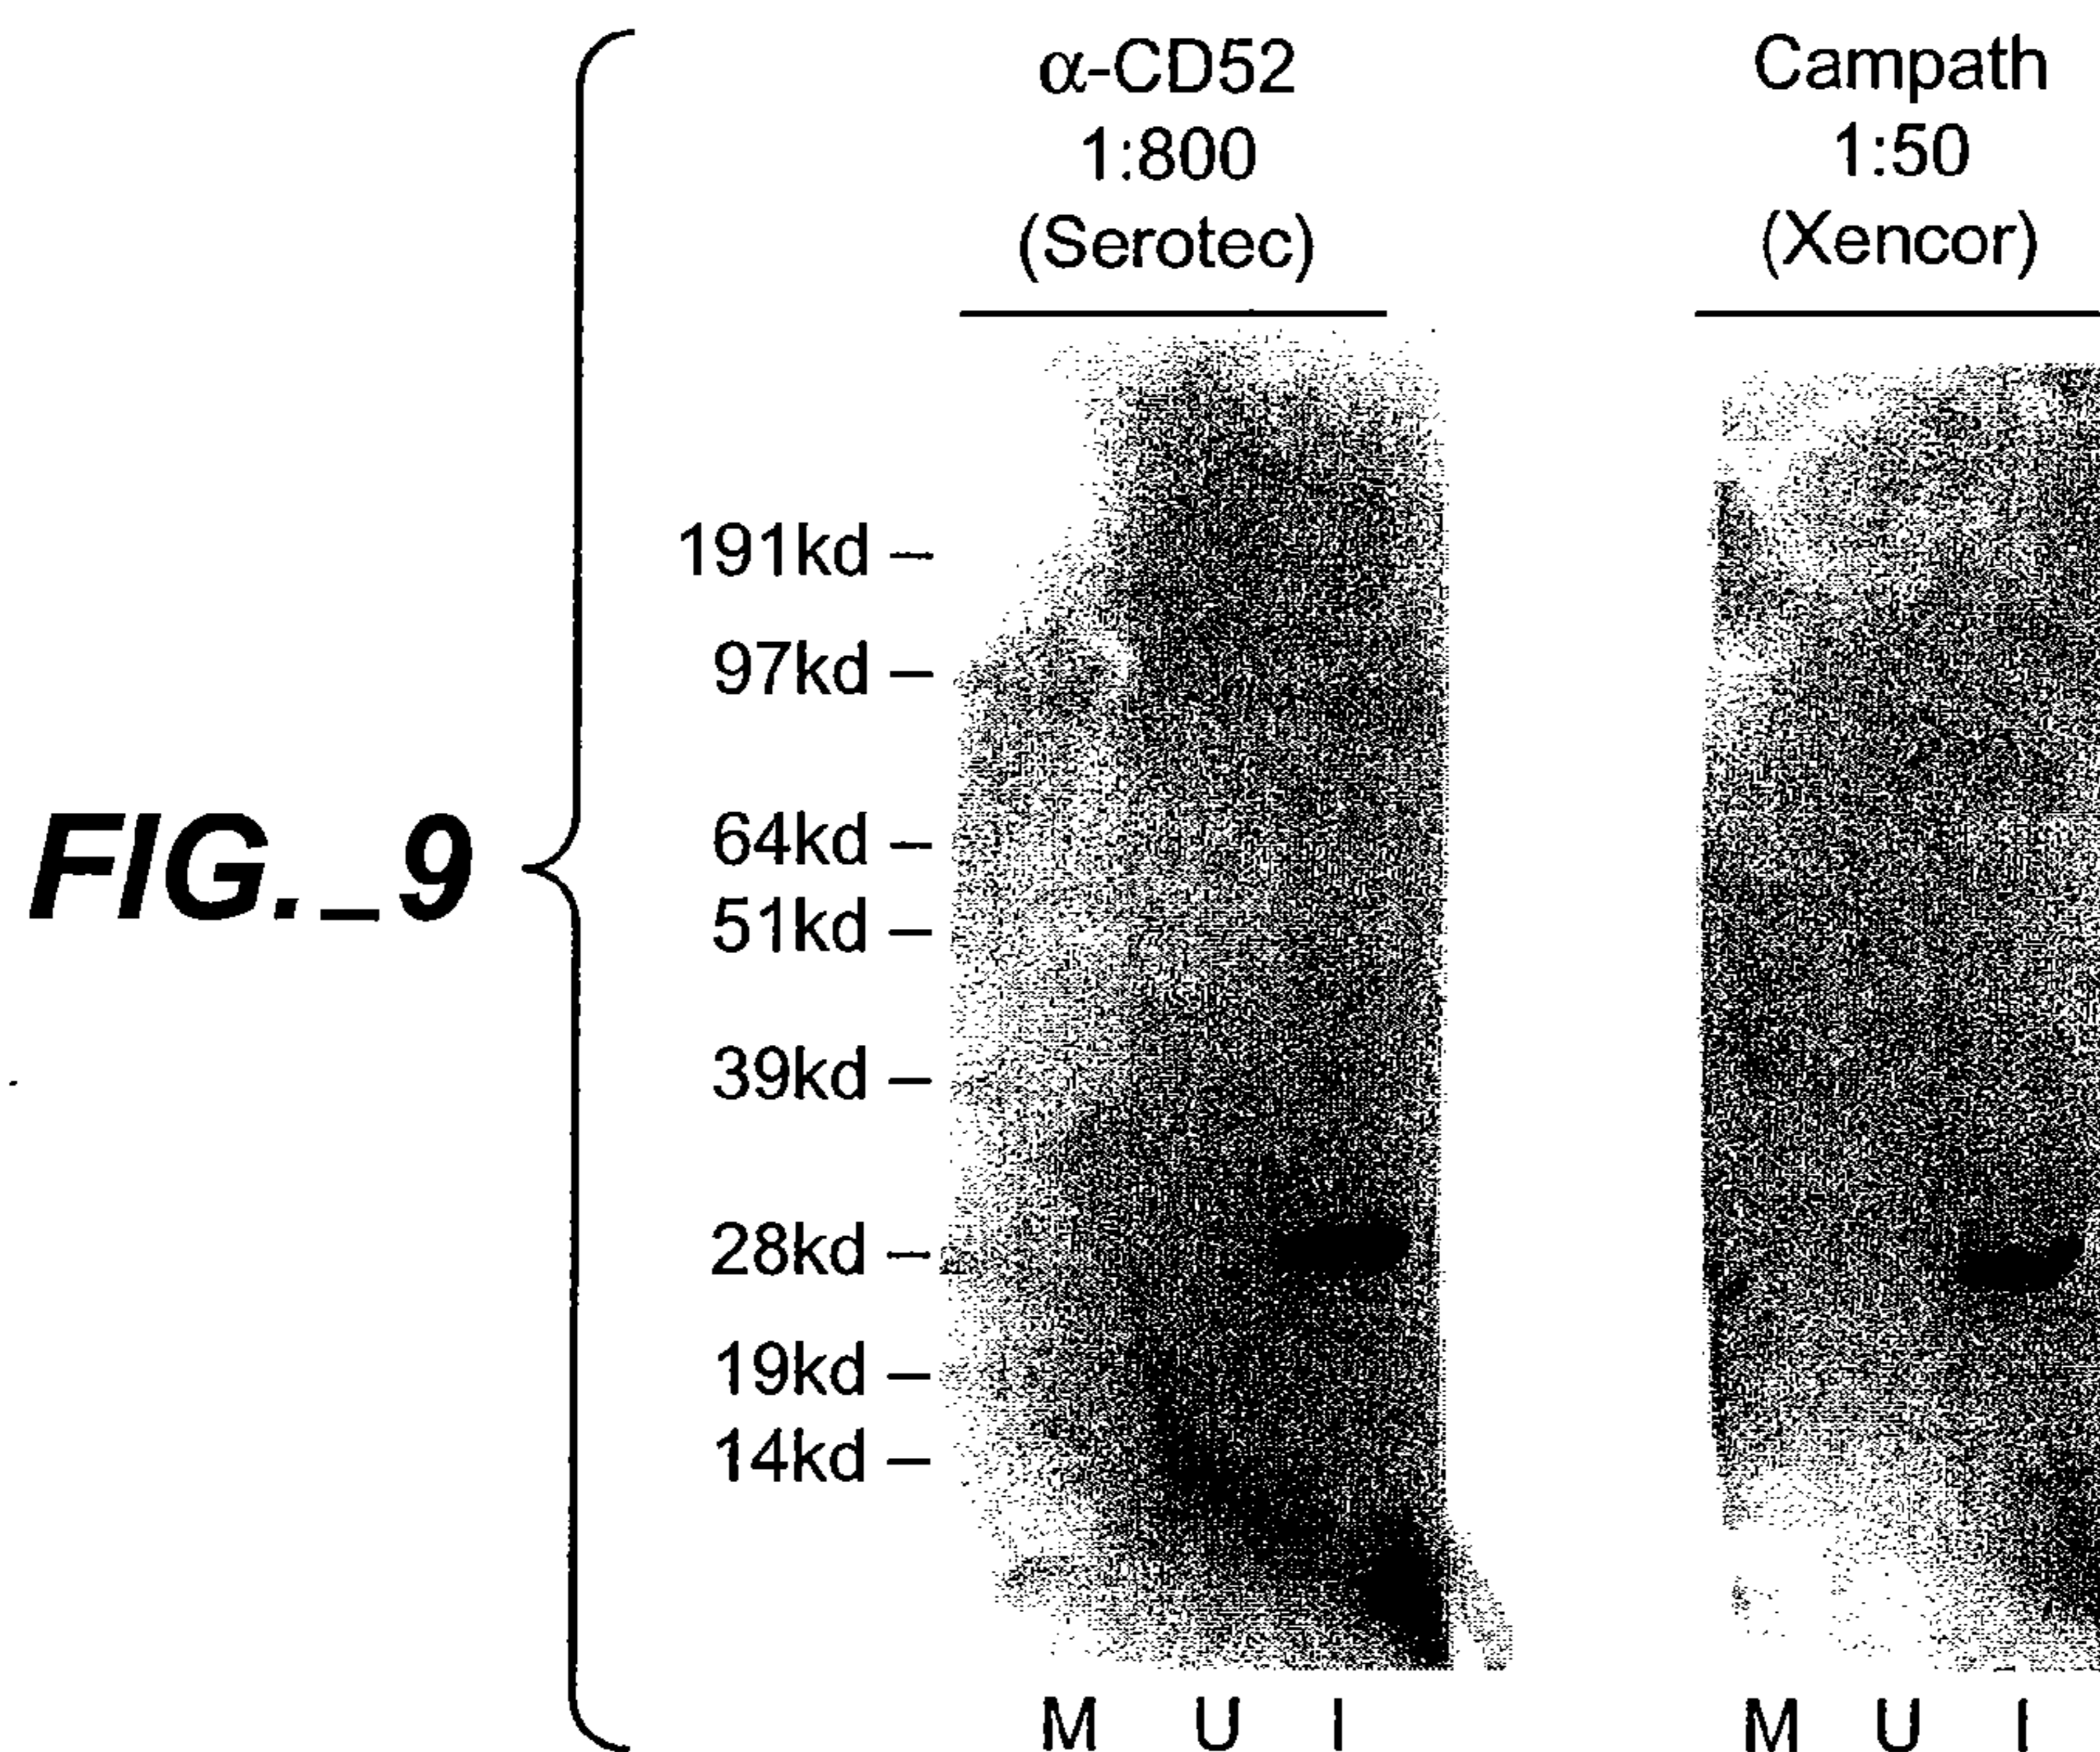 FIG._9
α-CD52
1:800
(Serotec)
Campath
1:50
(Xencor)
191kd –
97kd –
64kd –
51kd –
39kd –
28kd –
19kd –
14kd –
M U I
M U I